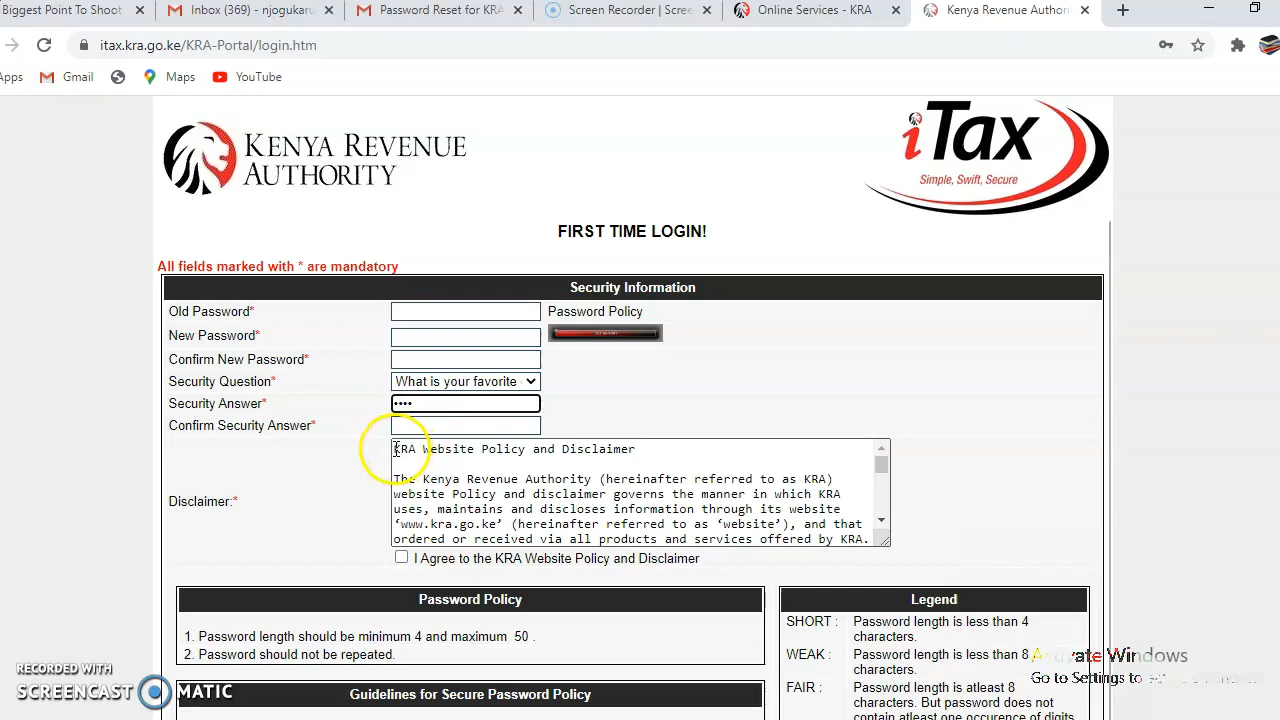 Biggest Point To Shoot
Inbox (369) - njogukaru
Password Reset for KRA
Screen Recorder | Scre
Online Services - KRA
Kenya Revenue Authori
itax.kra.go.ke/KRA-Portal/login.htm
Apps
Gmail
Maps
YouTube
KENYA REVENUE
AUTHORITY
iTax
Simple, Swift, Secure
FIRST TIME LOGIN!
All fields marked with * are mandatory
Security Information
Old Password*
Password Policy
New Password*
Confirm New Password*
Security Question*
What is your favorite
Security Answer*
••••
Confirm Security Answer*
Disclaimer:*
KRA Website Policy and Disclaimer
The Kenya Revenue Authority (hereinafter referred to as KRA)
website Policy and disclaimer governs the manner in which KRA
uses, maintains and discloses information through its website
‘www.kra.go.ke’ (hereinafter referred to as ‘website’), and that
ordered or received via all products and services offered by KRA.
I Agree to the KRA Website Policy and Disclaimer
Password Policy
1. Password length should be minimum 4 and maximum 50 .
2. Password should not be repeated.
Guidelines for Secure Password Policy
Legend
SHORT : Password length is less than 4
characters.
WEAK : Password length is less than 8
characters.
FAIR : Password length is atleast 8
characters. But password does not
contain atleast one occurence of digits
Activate Windows
Go to Settings to
RECORDED WITH
SCREENCAST MATIC